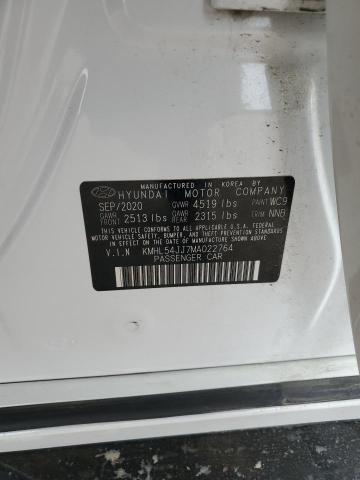 MANUFACTURED IN KOREA BY
HYUNDAI MOTOR COMPANY
SEP/2020 GVWR 4519 lbs PAINT WC9
GAWR FRONT 2513 lbs GAWR REAR 2315 lbs TRIM NNB
THIS VEHICLE CONFORMS TO ALL APPLICABLE U.S. FEDERAL
MOTOR VEHICLE SAFETY, BUMPER, AND THEFT PREVENTION
STANDARDS IN EFFECT ON THE DATE OF MANUFACTURE SHOWN ABOVE.
V.I.N KMHL54JJ7MA022764
PASSENGER CAR